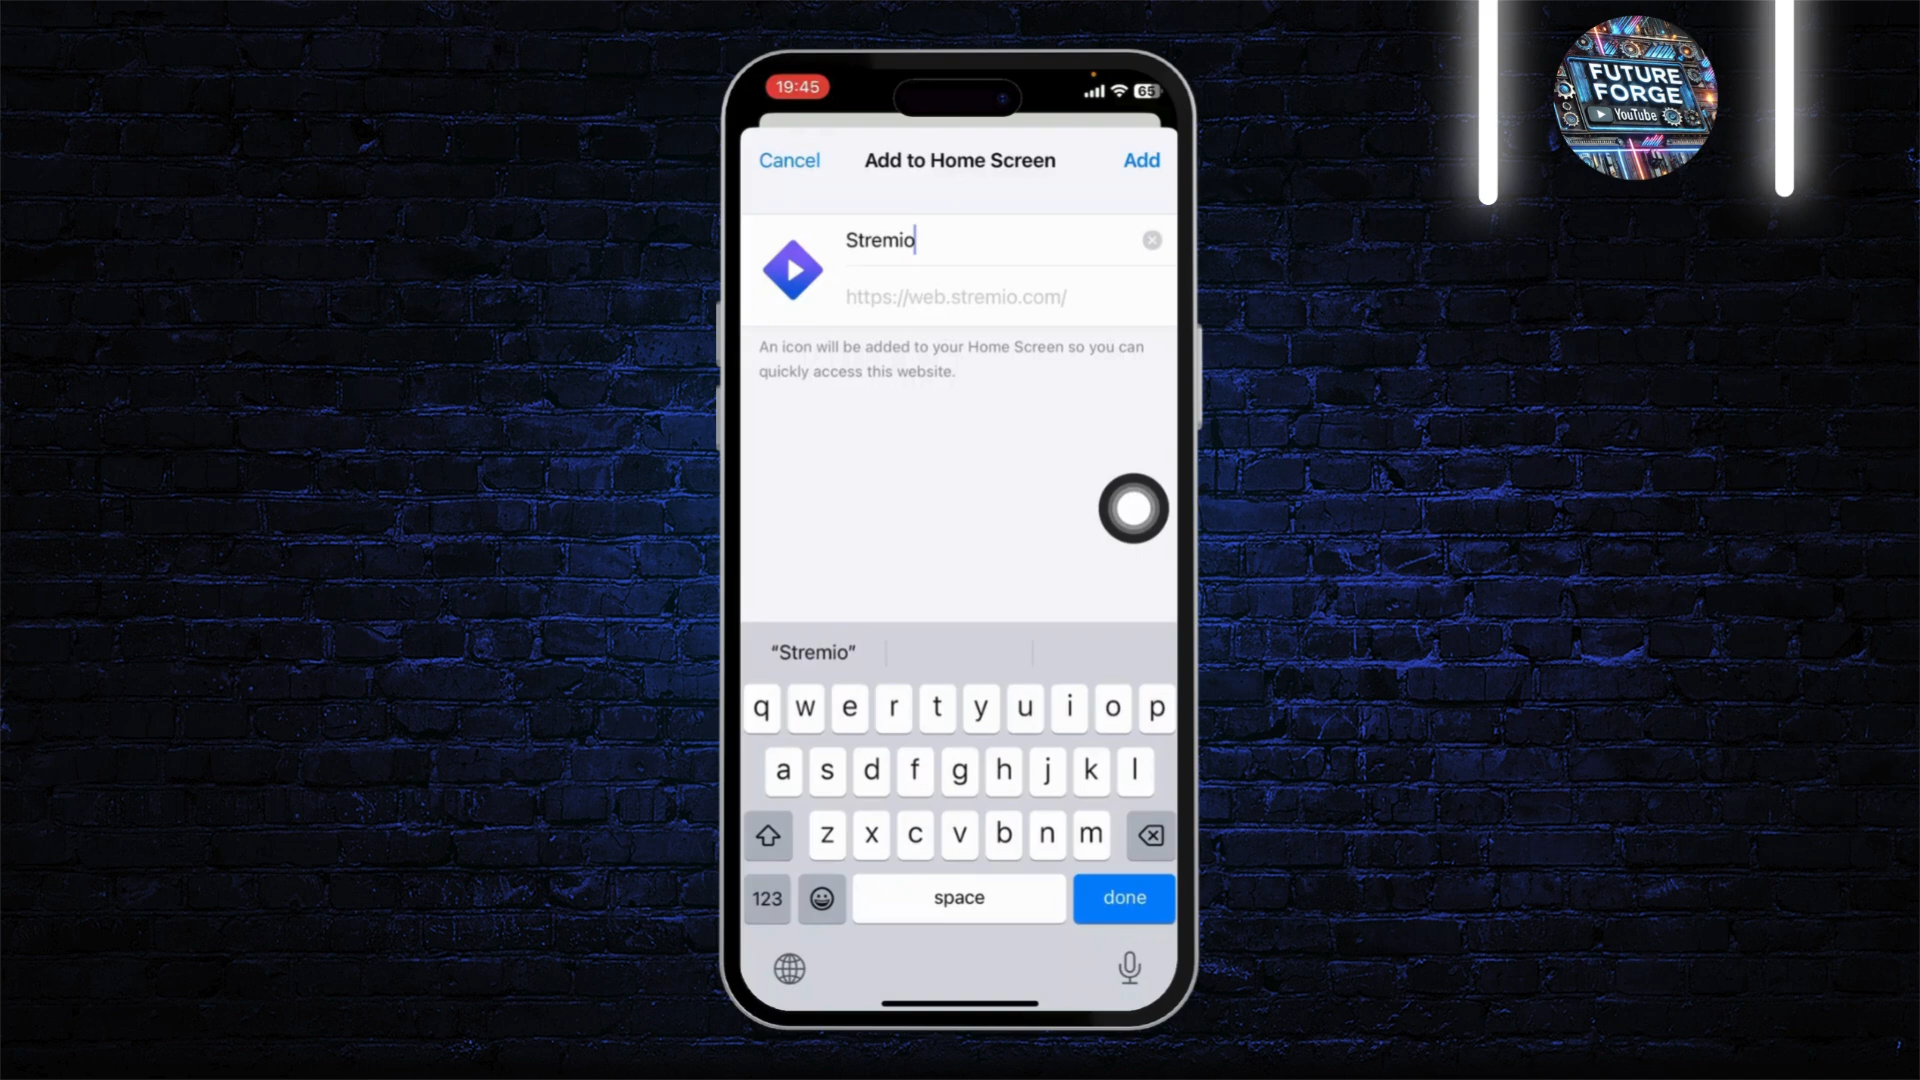 19:45
65
FUTURE
FORGE
YouTube
Cancel
Add to Home Screen
Add
Stremio
https://web.stremio.com/
An icon will be added to your Home Screen so you can
quickly access this website.
“Stremio”
q w e r t y u i o p
a s d f g h j k l
z x c v b n m
123
space
done